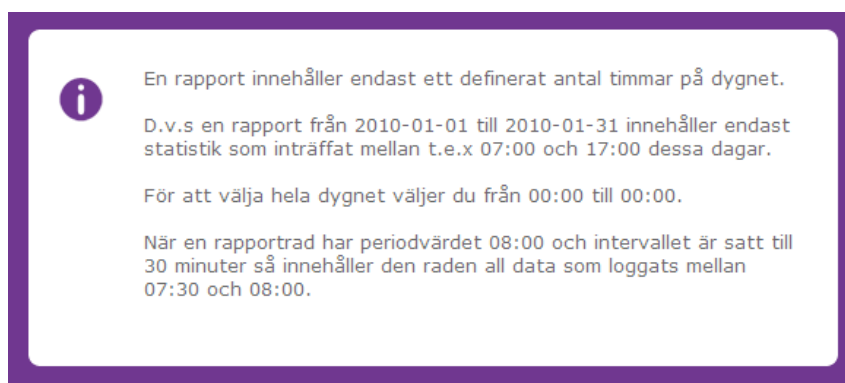 En rapport innehåller endast ett definerat antal timmar på dygnet.
D.v.s en rapport från 2010-01-01 till 2010-01-31 innehåller endast
statistik som inträffat mellan t.e.x 07:00 och 17:00 dessa dagar.
För att välja hela dygnet väljer du från 00:00 till 00:00.
När en rapportrad har periodvärdet 08:00 och intervallet är satt till
30 minuter så innehåller den raden all data som loggats mellan
07:30 och 08:00.